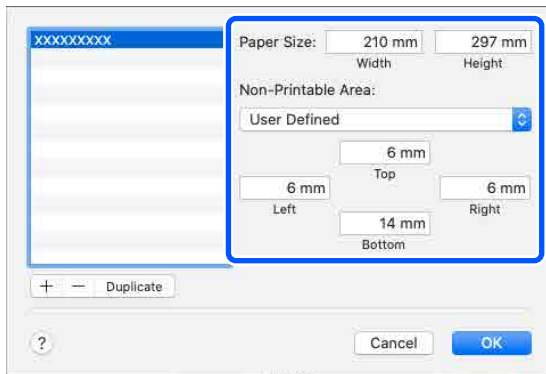 XXXXXXXXX
Paper Size: 210 mm 297 mm
Width Height
Non-Printable Area:
User Defined
6 mm
Top
6 mm 6 mm
Left Right
14 mm
Bottom
+ − Duplicate
? Cancel OK